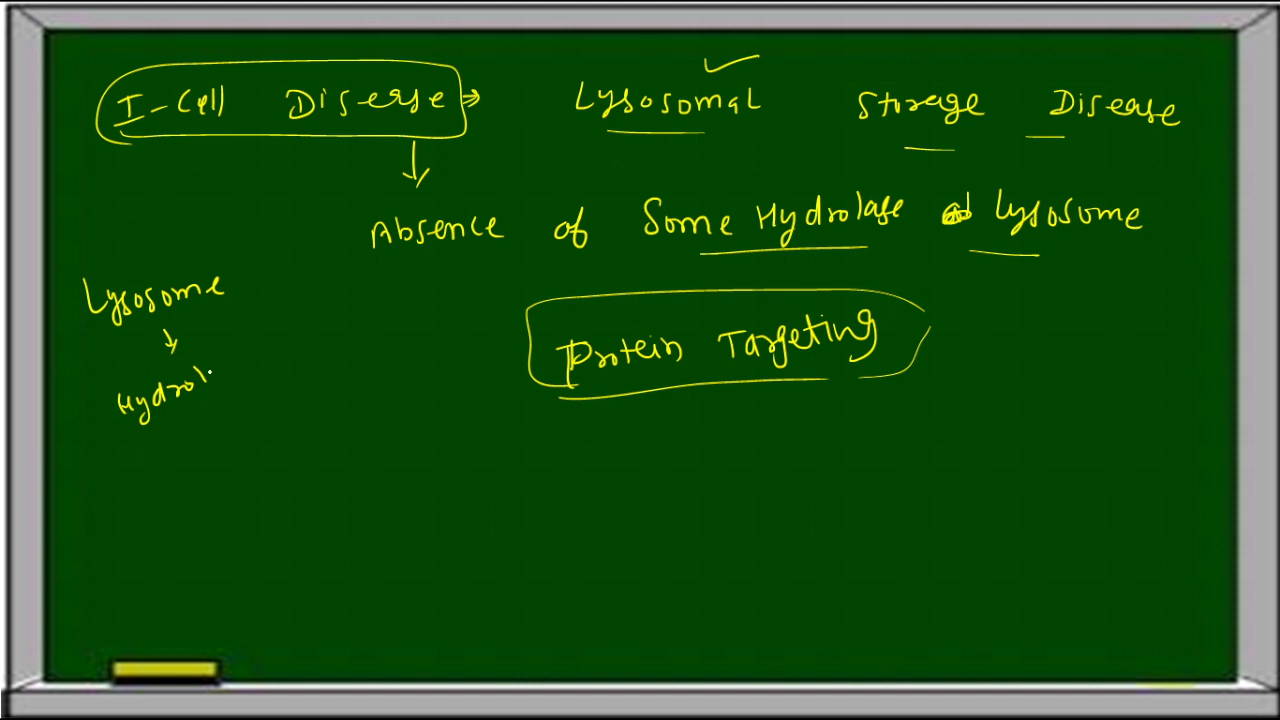 I-Cell Disease → Lysosomal Storage Disease
↓
Absence of Some Hydrolase Lysosome
Lysosome
↓
Hydrol
Protein Targeting